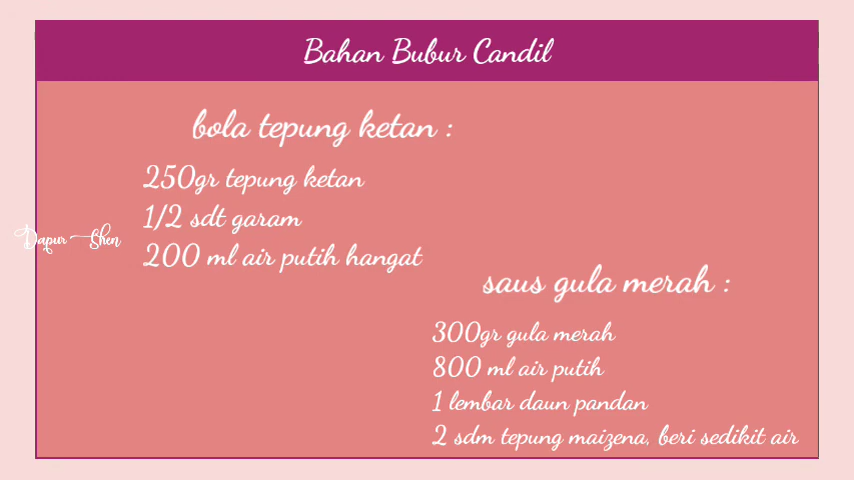 Bahan Bubur Candil
bola tepung ketan :
250gr tepung ketan
1/2 sdt garam
200 ml air putih hangat
Dapur Shen
saus gula merah :
300gr gula merah
800 ml air putih
1 lembar daun pandan
2 sdm tepung maizena, beri sedikit air